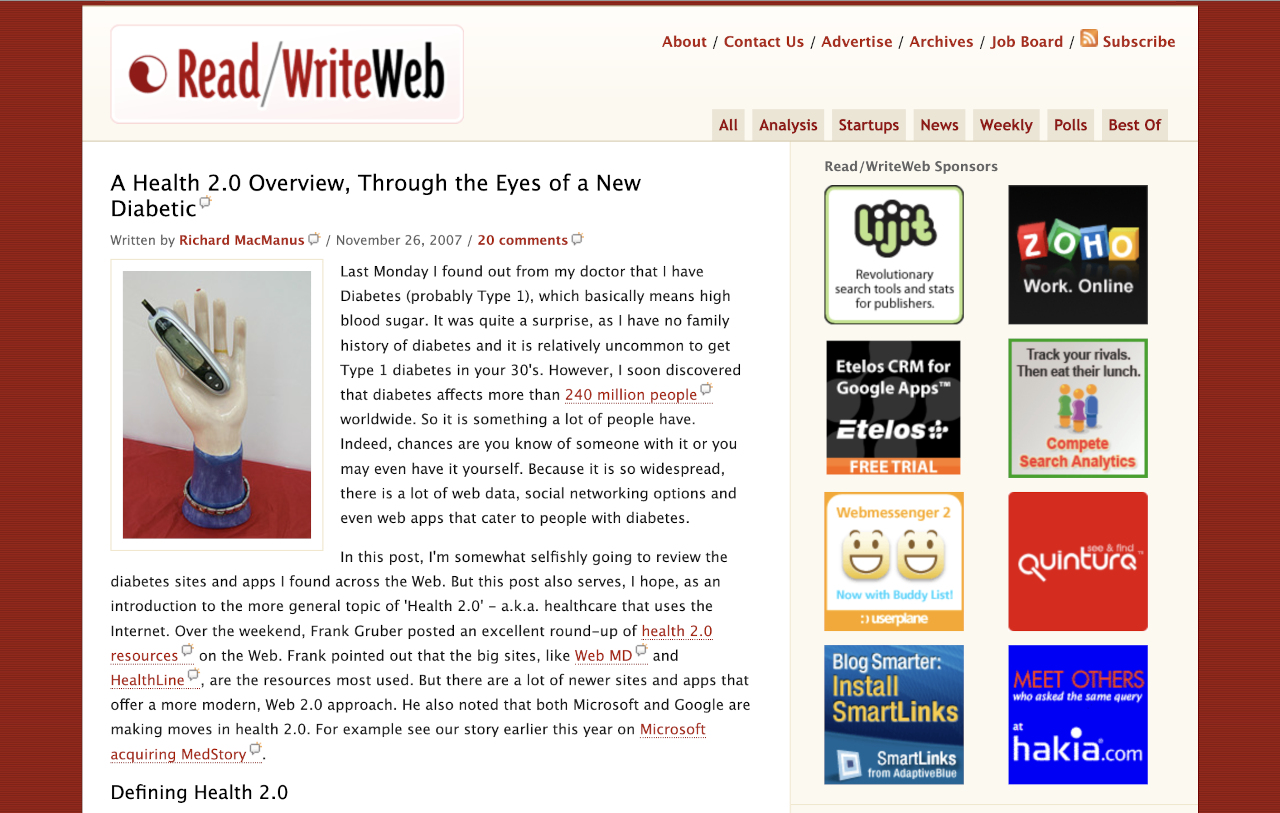 Read/WriteWeb
About / Contact Us / Advertise / Archives / Job Board / Subscribe
All Analysis Startups News Weekly Polls Best Of
A Health 2.0 Overview, Through the Eyes of a New
Diabetic
Written by Richard MacManus / November 26, 2007 / 20 comments
Last Monday I found out from my doctor that I have
Diabetes (probably Type 1), which basically means high
blood sugar. It was quite a surprise, as I have no family
history of diabetes and it is relatively uncommon to get
Type 1 diabetes in your 30's. However, I soon discovered
that diabetes affects more than 240 million people
worldwide. So it is something a lot of people have.
Indeed, chances are you know of someone with it or you
may even have it yourself. Because it is so widespread,
there is a lot of web data, social networking options and
even web apps that cater to people with diabetes.
In this post, I'm somewhat selfishly going to review the
diabetes sites and apps I found across the Web. But this post also serves, I hope, as an
introduction to the more general topic of 'Health 2.0' - a.k.a. healthcare that uses the
Internet. Over the weekend, Frank Gruber posted an excellent round-up of health 2.0
resources on the Web. Frank pointed out that the big sites, like Web MD and
HealthLine, are the resources most used. But there are a lot of newer sites and apps that
offer a more modern, Web 2.0 approach. He also noted that both Microsoft and Google are
making moves in health 2.0. For example see our story earlier this year on Microsoft
acquiring MedStory.
Defining Health 2.0
Read/WriteWeb Sponsors
lijit
Revolutionary
search tools and stats
for publishers.
ZOHO
Work. Online
Etelos CRM for
Google Apps™
Etelos
FREE TRIAL
Track your rivals.
Then eat their lunch.
Compete
Search Analytics
Webmessenger 2
Now with Buddy List!
:) userplane
see & find
quintura
Blog Smarter:
Install
SmartLinks
SmartLinks
from AdaptiveBlue
MEET OTHERS
who asked the same query
at
hakia.com